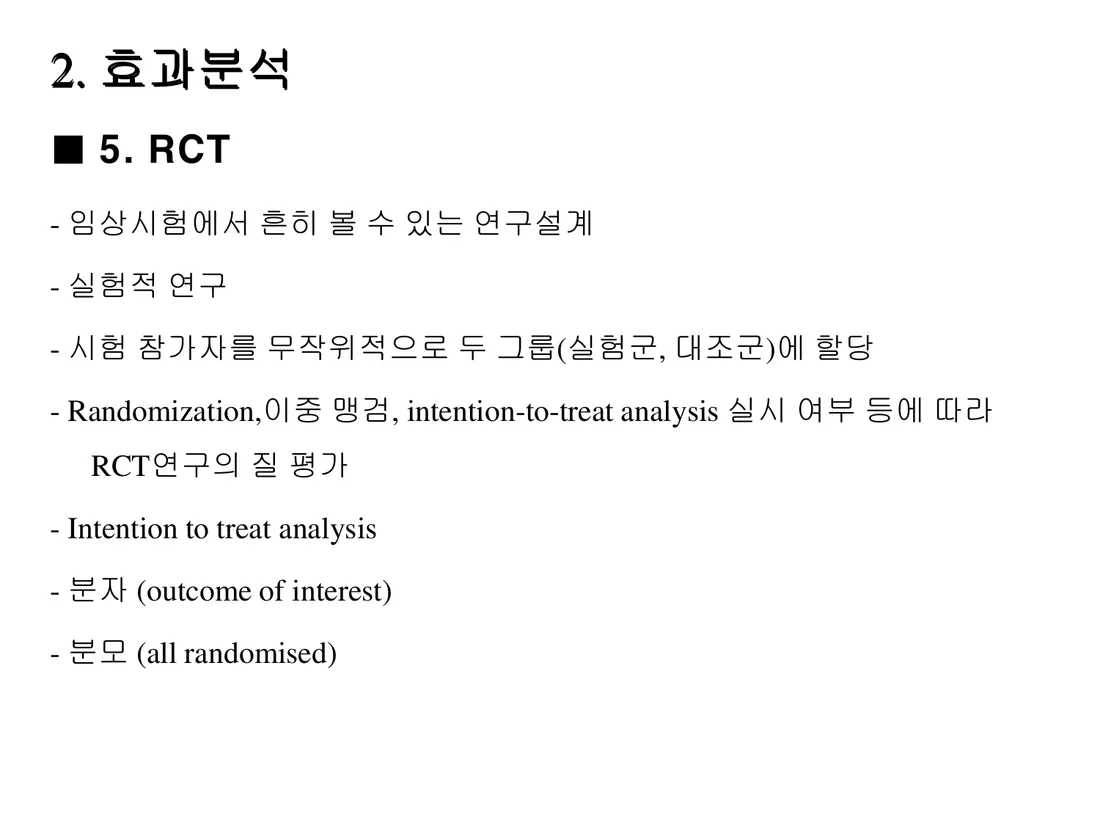 2. 효과분석
■ 5. RCT
- 임상시험에서 흔히 볼 수 있는 연구설계
- 실험적 연구
- 시험 참가자를 무작위적으로 두 그룹(실험군, 대조군)에 할당
- Randomization,이중 맹검, intention-to-treat analysis 실시 여부 등에 따라
RCT연구의 질 평가
- Intention to treat analysis
- 분자 (outcome of interest)
- 분모 (all randomised)